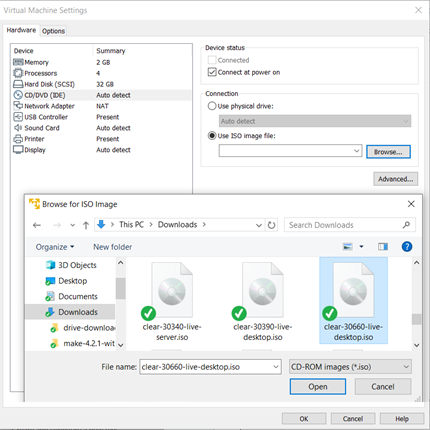 Virtual Machine Settings
Hardware Options
Device Summary
Memory 2 GB
Processors 4
Hard Disk (SCSI) 32 GB
CD/DVD (IDE) Auto detect
Network Adapter NAT
USB Controller Present
Sound Card Auto detect
Printer Present
Display Auto detect
Device status
Connected
Connect at power on
Connection
Use physical drive:
Auto detect
Use ISO image file:
Browse...
Advanced...
Browse for ISO Image
This PC > Downloads >
Search Downloads
Organize New folder
3D Objects
Desktop
Documents
Downloads
drive-downloa
make-4.2.1-wit
clear-30340-live-
server.iso
clear-30390-live-
desktop.iso
clear-30660-live-
desktop.iso
File name: clear-30660-live-desktop.iso CD-ROM images (*.iso)
Open Cancel
OK Cancel Help